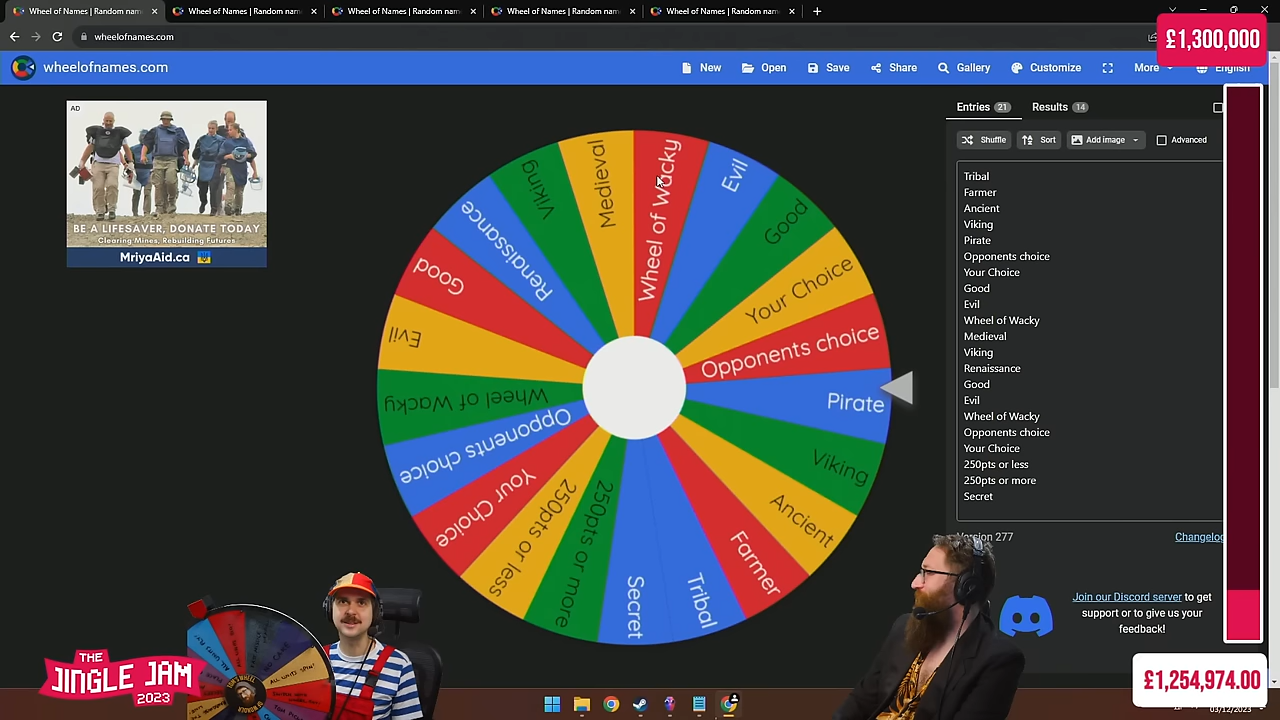 Wheel of Names | Random nam
Wheel of Names | Random nam
Wheel of Names | Random nam
Wheel of Names | Random nam
Wheel of Names | Random nam
wheelofnames.com
£1,300,000
wheelofnames.com
New
Open
Save
Share
Gallery
Customize
More
English
AD
BE A LIFESAVER, DONATE TODAY
Clearing Mines, Rebuilding Futures
MriyaAid.ca
Wheel of Wacky
Evil
Good
Your Choice
Opponents choice
Pirate
Viking
Ancient
Farmer
Tribal
Secret
250pts or more
250pts or less
Your Choice
Opponents choice
Wheel of Wacky
Evil
Good
Renaissance
Viking
Medieval
Entries 21
Results 14
Shuffle
Sort
Add image
Advanced
Tribal
Farmer
Ancient
Viking
Pirate
Opponents choice
Your Choice
Good
Evil
Wheel of Wacky
Medieval
Viking
Renaissance
Good
Evil
Wheel of Wacky
Opponents choice
Your Choice
250pts or less
250pts or more
Secret
Version 277
Changelog
Join our Discord server to get
support or to give us your
feedback!
THE
JINGLE JAM
2023
£1,254,974.00
03/12/2023